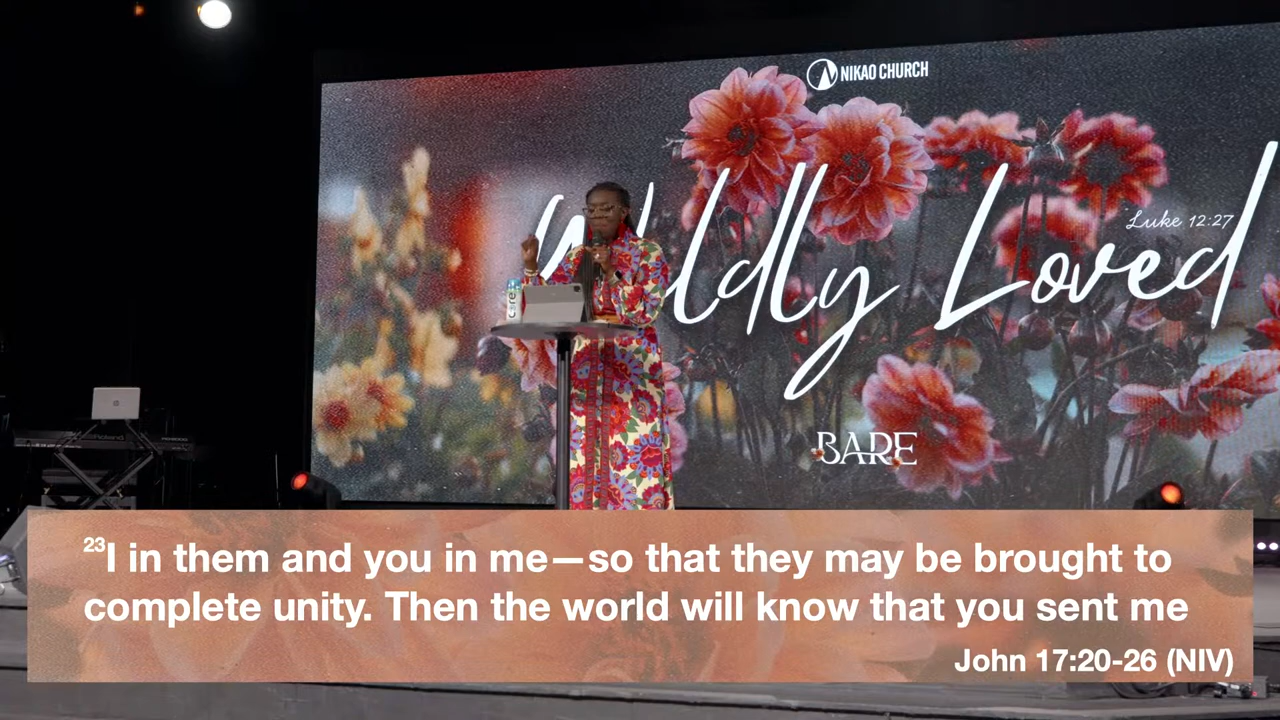 NIKAO CHURCH
Wildly Loved
Luke 12:27
BARE
care
Roland
23I in them and you in me—so that they may be brought to
complete unity. Then the world will know that you sent me
John 17:20-26 (NIV)